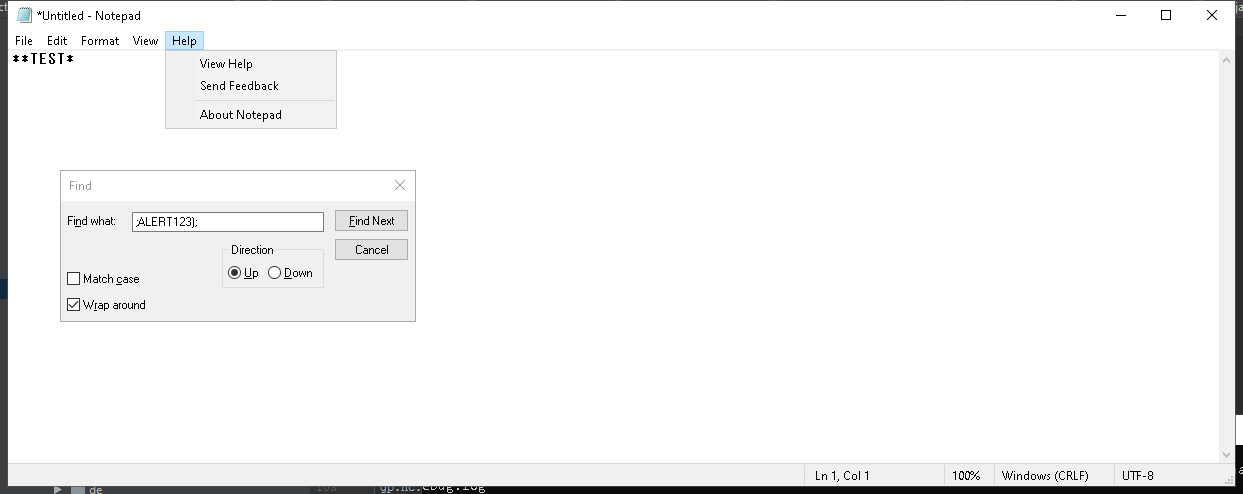 *Untitled - Notepad
File Edit Format View Help
**TEST*
View Help
Send Feedback
About Notepad
Find
Find what: ;ALERT123); Find Next
Direction Cancel
Up Down
Match case
Wrap around
Ln 1, Col 1 100% Windows (CRLF) UTF-8
de